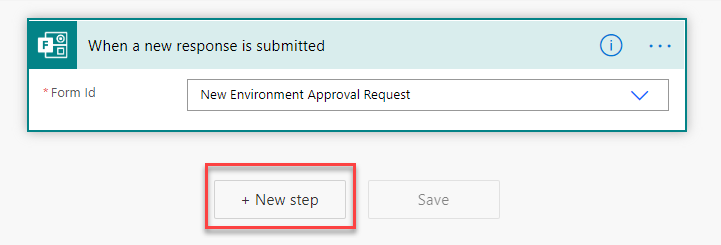 When a new response is submitted
* Form Id
New Environment Approval Request
+ New step
Save